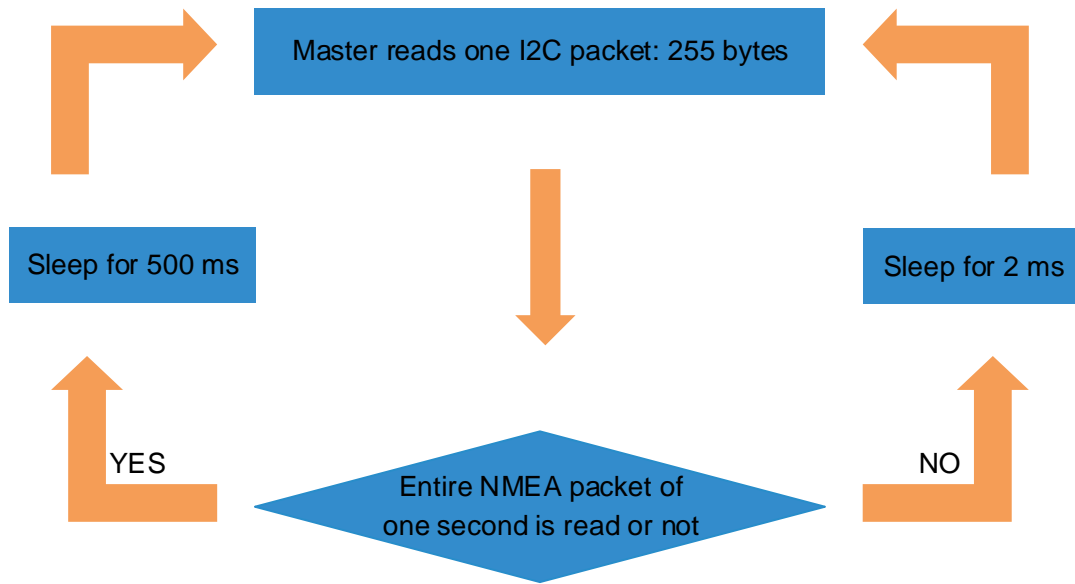 Master reads one I2C packet: 255 bytes
Sleep for 500 ms
Sleep for 2 ms
YES
NO
Entire NMEA packet of
one second is read or not